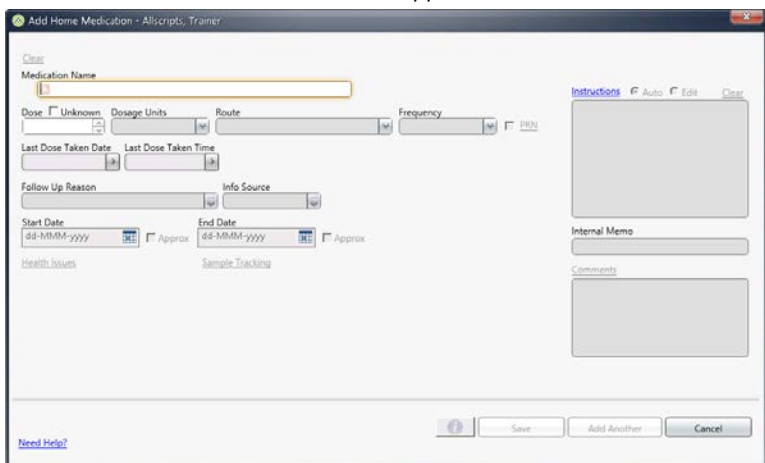 Add Home Medication - Allscripts, Trainer
Clear
Medication Name
Instructions Auto Edit Clear
Dose Unknown Dosage Units Route Frequency
PRN
Last Dose Taken Date Last Dose Taken Time
Follow Up Reason Info Source
Start Date End Date
dd-MMM-yyyy Approx dd-MMM-yyyy Approx
Internal Memo
Health Issues Sample Tracking
Comments
Save Add Another Cancel
Need Help?